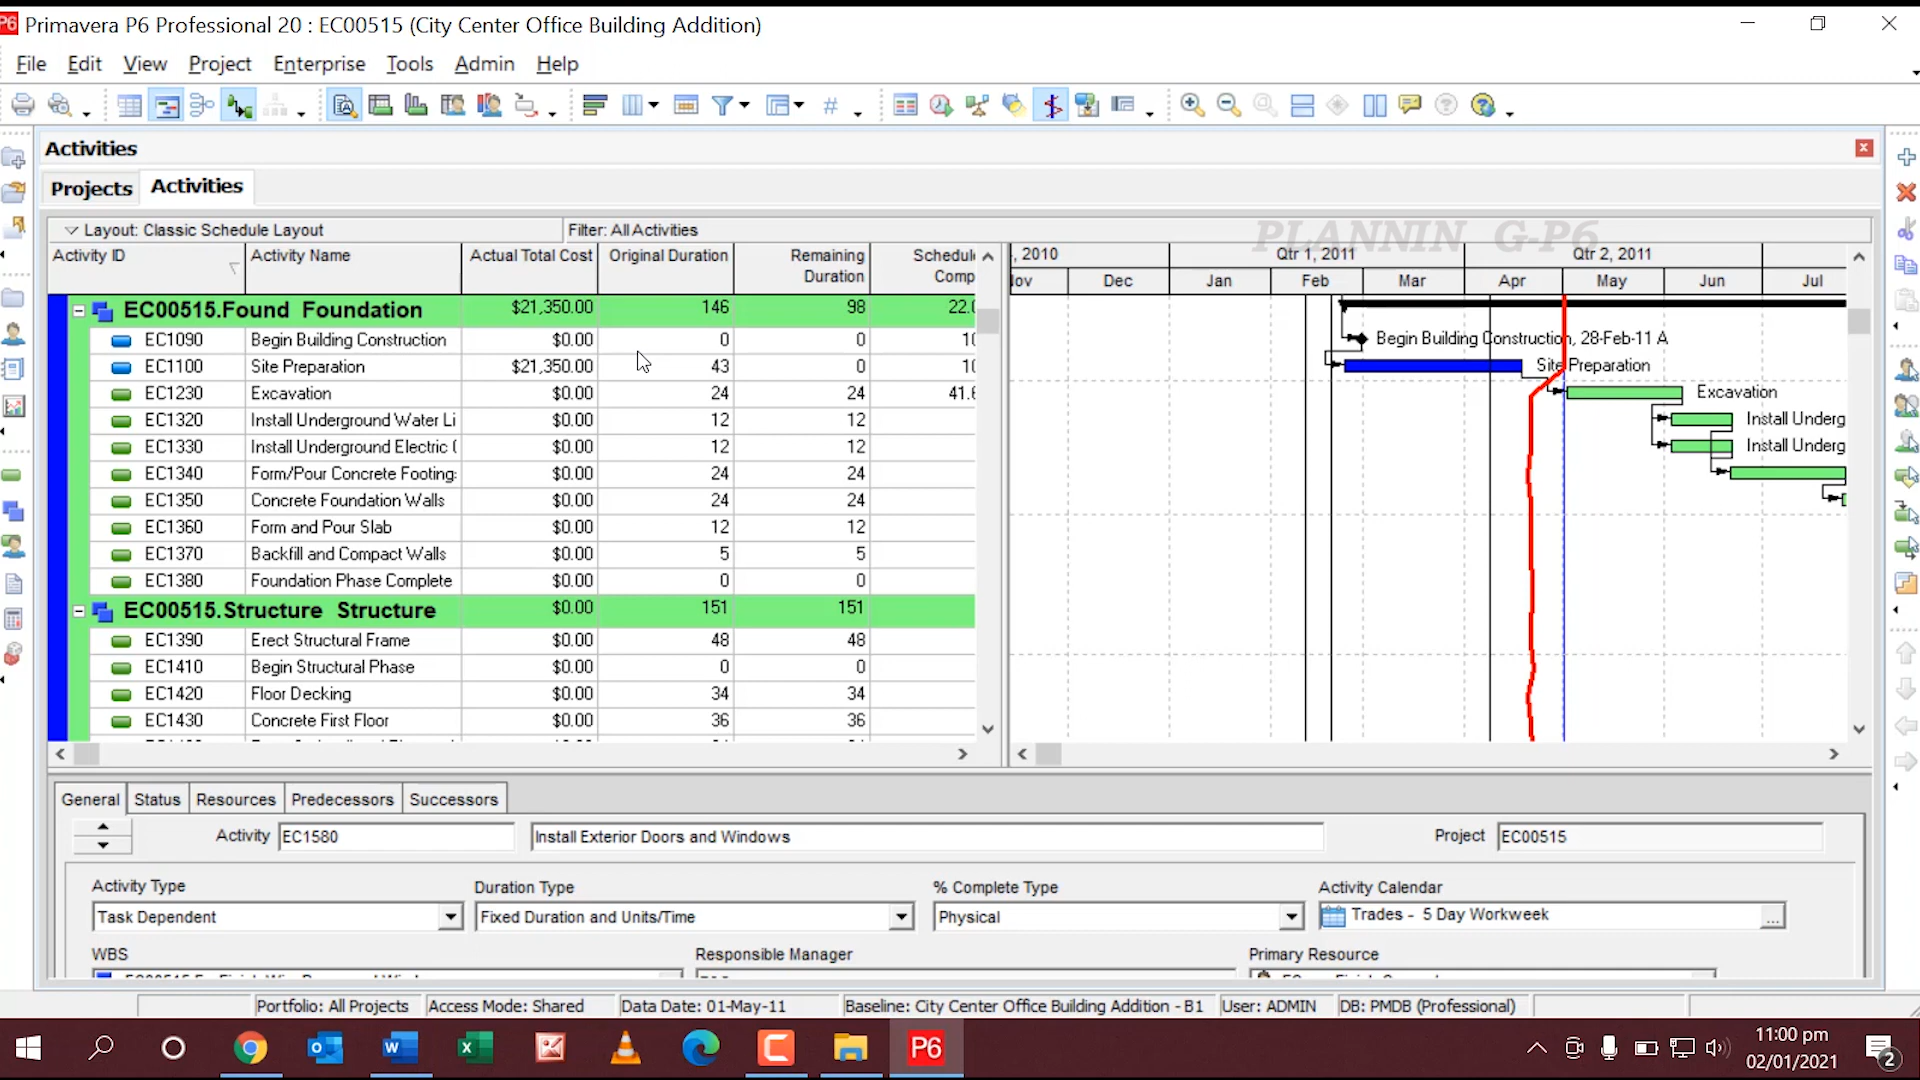 Primavera P6 Professional 20 : EC00515 (City Center Office Building Addition)
File Edit View Project Enterprise Tools Admin Help
Activities
Projects Activities
Layout: Classic Schedule Layout Filter: All Activities
PLANNIN G-P6
Activity ID Activity Name Actual Total Cost Original Duration Remaining Duration Schedule Comp
, 2010 Qtr 1, 2011 Qtr 2, 2011
Nov Dec Jan Feb Mar Apr May Jun Jul
EC00515.Found Foundation $21,350.00 146 98 22.0
EC1090 Begin Building Construction $0.00 0 0 10
EC1100 Site Preparation $21,350.00 43 0 10
EC1230 Excavation $0.00 24 24 41.6
EC1320 Install Underground Water Li $0.00 12 12
EC1330 Install Underground Electric ( $0.00 12 12
EC1340 Form/Pour Concrete Footing: $0.00 24 24
EC1350 Concrete Foundation Walls $0.00 24 24
EC1360 Form and Pour Slab $0.00 12 12
EC1370 Backfill and Compact Walls $0.00 5 5
EC1380 Foundation Phase Complete $0.00 0 0
EC00515.Structure Structure $0.00 151 151
EC1390 Erect Structural Frame $0.00 48 48
EC1410 Begin Structural Phase $0.00 0 0
EC1420 Floor Decking $0.00 34 34
EC1430 Concrete First Floor $0.00 36 36
Begin Building Construction, 28-Feb-11 A
Site Preparation
Excavation
Install Underg
Install Underg
General Status Resources Predecessors Successors
Activity EC1580 Install Exterior Doors and Windows Project EC00515
Activity Type Duration Type % Complete Type Activity Calendar
Task Dependent Fixed Duration and Units/Time Physical Trades - 5 Day Workweek ...
WBS Responsible Manager Primary Resource
Portfolio: All Projects Access Mode: Shared Data Date: 01-May-11 Baseline: City Center Office Building Addition - B1 User: ADMIN DB: PMDB (Professional)
11:00 pm
02/01/2021
2